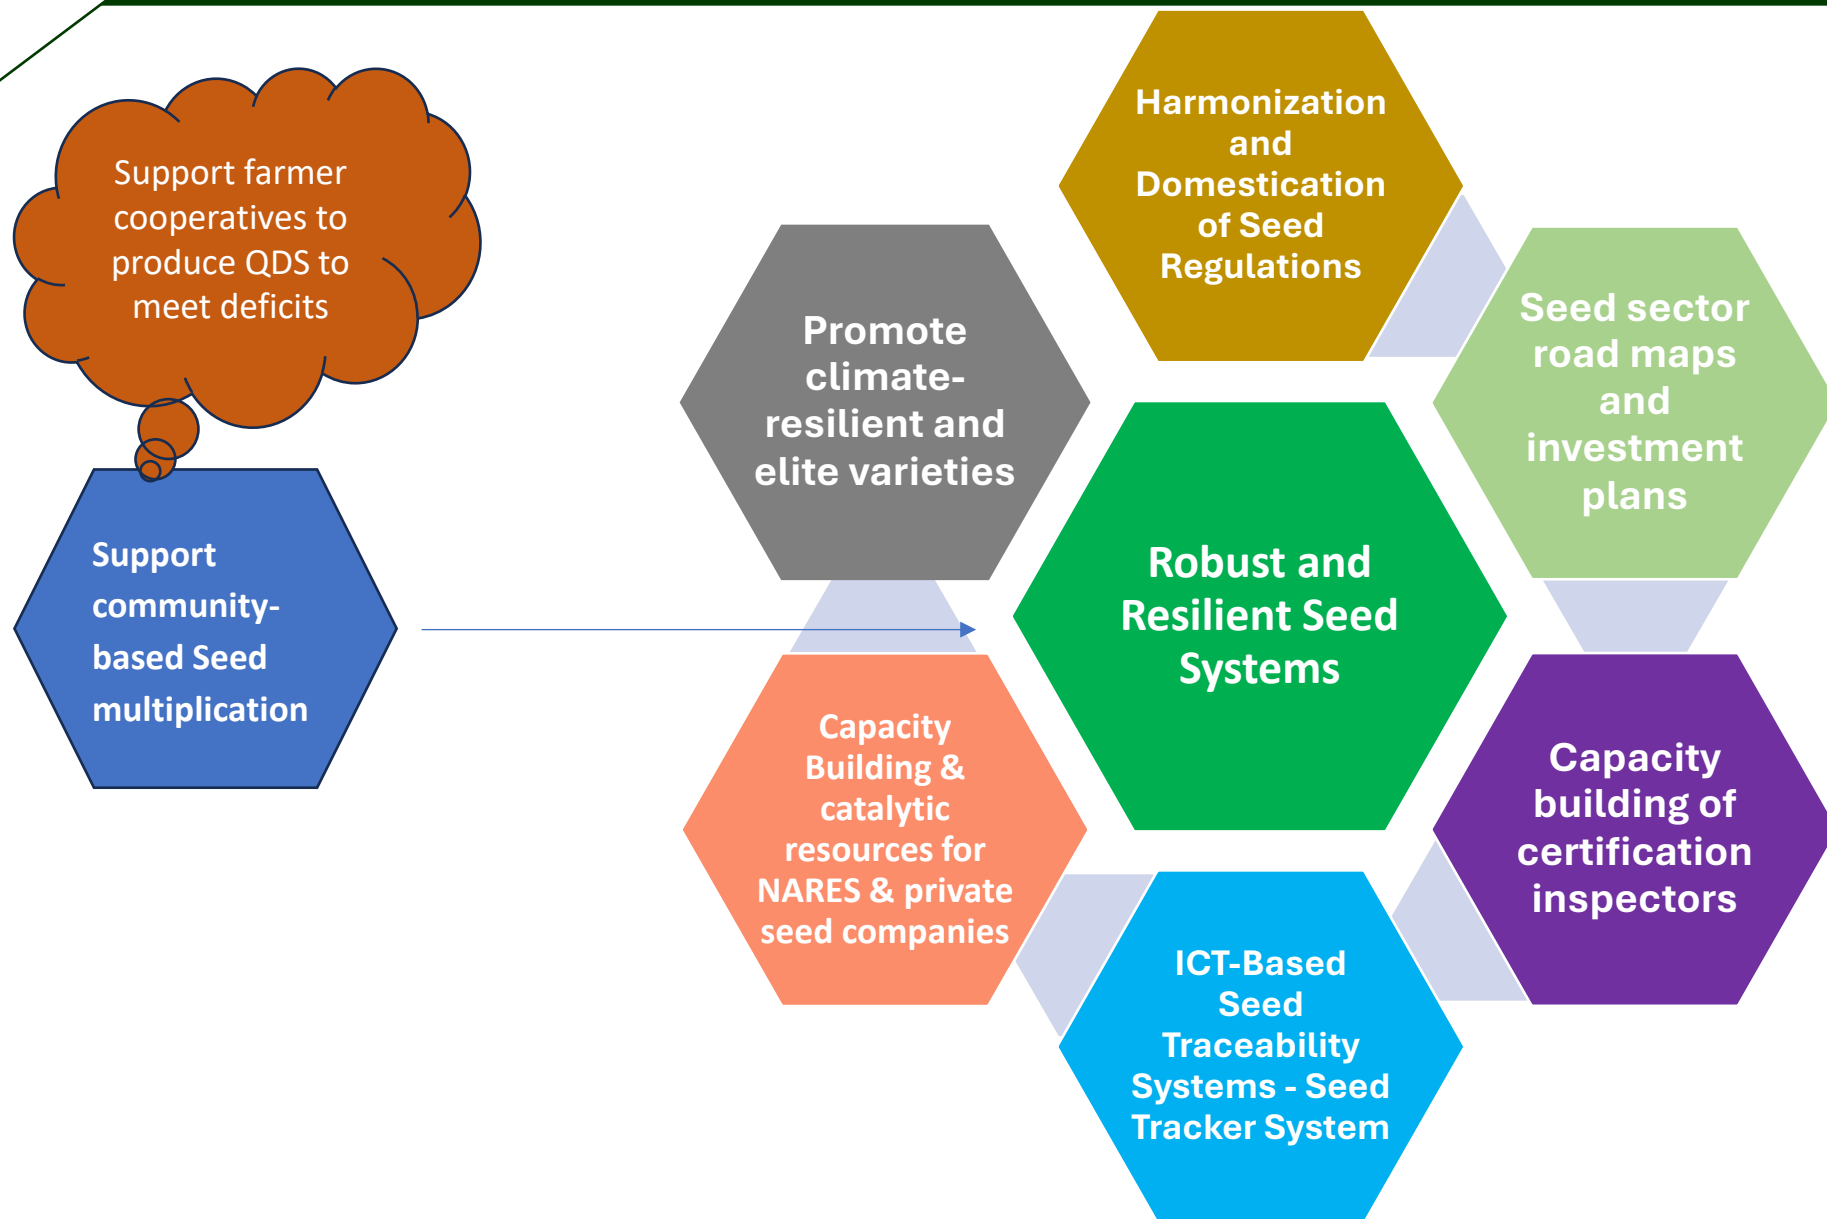 Support farmer
cooperatives to
produce QDS to
meet deficits
Support
community-
based Seed
multiplication
Harmonization
and
Domestication
of Seed
Regulations
Seed sector
road maps
and
investment
plans
Promote
climate-
resilient and
elite varieties
Robust and
Resilient Seed
Systems
Capacity
Building &
catalytic
resources for
NARES & private
seed companies
Capacity
building of
certification
inspectors
ICT-Based
Seed
Traceability
Systems - Seed
Tracker System